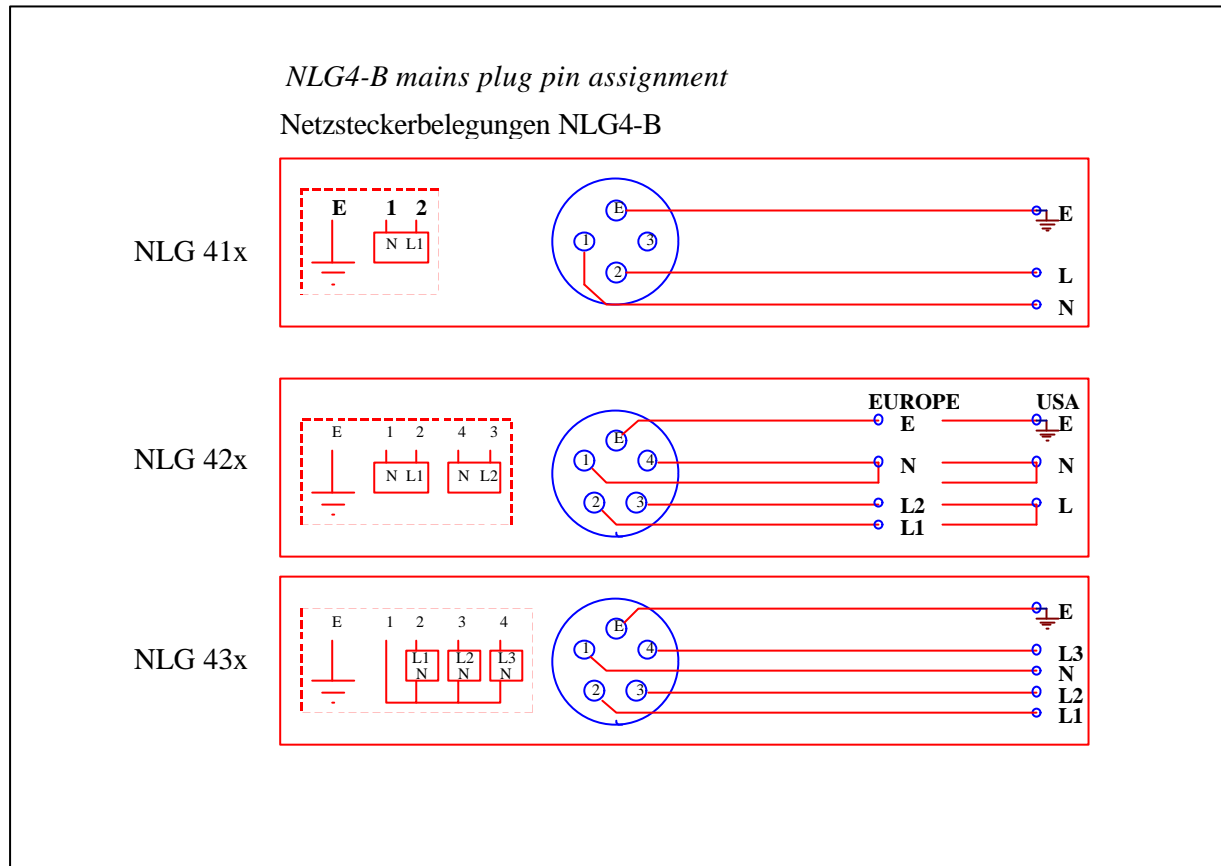 NLG4-B mains plug pin assignment
Netzsteckerbelegungen NLG4-B
NLG 41x
E 1 2
N L1
E
1 3
2
E
L
N
NLG 42x
E 1 2 4 3
N L1 N L2
E
1 4
2 3
EUROPE USA
E E
N N
L2 L
L1
NLG 43x
E 1 2 3 4
L1 L2 L3
N N N
E
1 4
2 3
E
L3
N
L2
L1